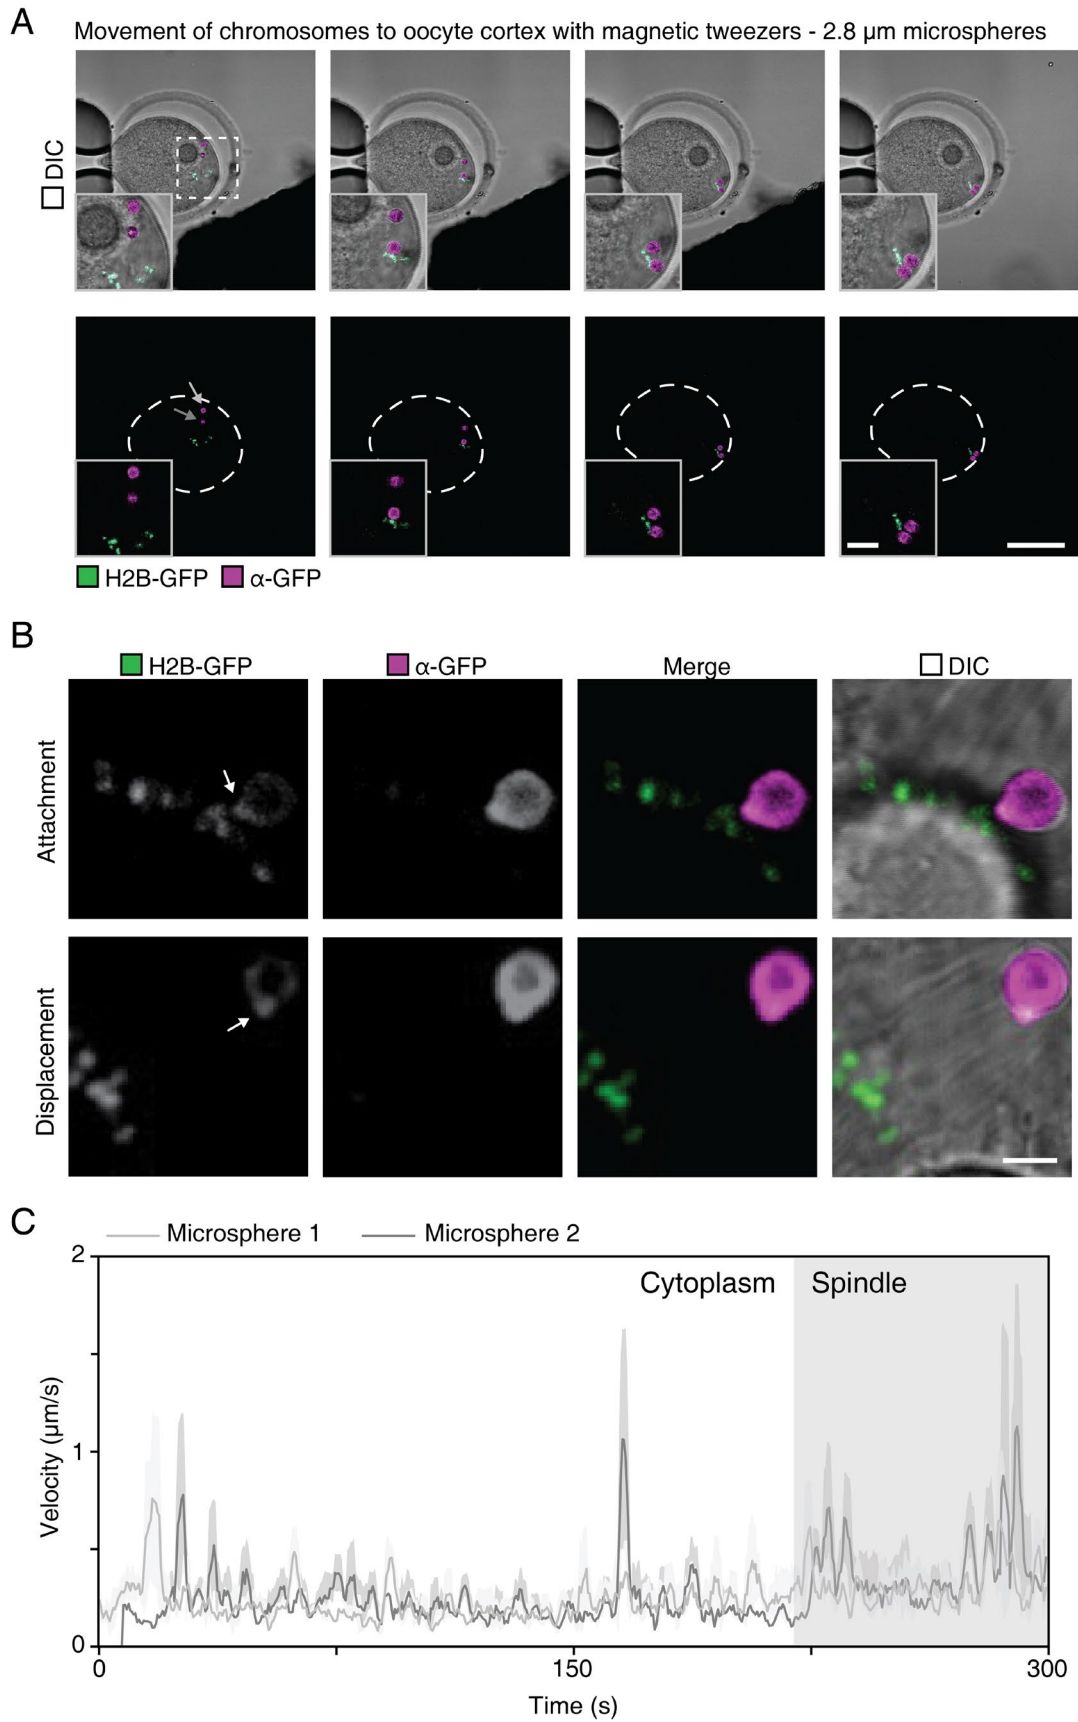 A
Movement of chromosomes to oocyte cortex with magnetic tweezers - 2.8 µm microspheres
DIC
H2B-GFP α-GFP
B
H2B-GFP α-GFP Merge DIC
Attachment
Displacement
C
Microsphere 1 Microsphere 2
Cytoplasm Spindle
Velocity (µm/s)
2
1
0
0 150 300
Time (s)